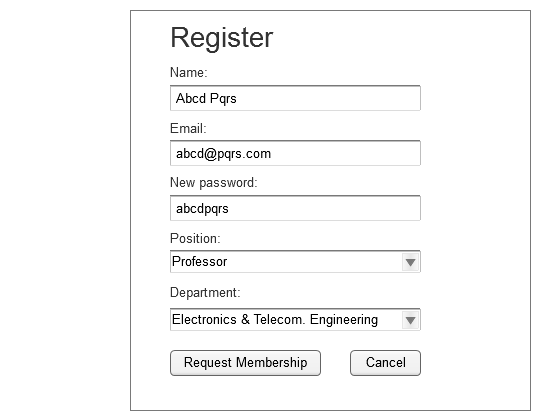 Register
Name:
Abcd Pqrs
Email:
abcd@pqrs.com
New password:
abcdpqrs
Position:
Professor
Department:
Electronics & Telecom. Engineering
Request Membership Cancel